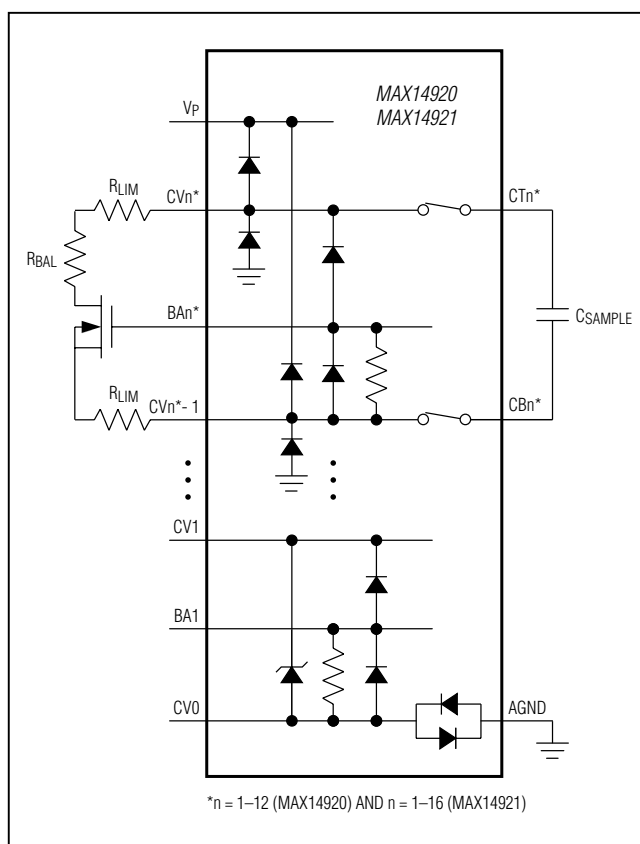 MAX14920
MAX14921
VP
RLIM
CVn*
CTn*
RBAL
BAn*
CSAMPLE
RLIM
CVn*- 1
CBn*
CV1
BA1
CV0
AGND
*n = 1–12 (MAX14920) AND n = 1–16 (MAX14921)